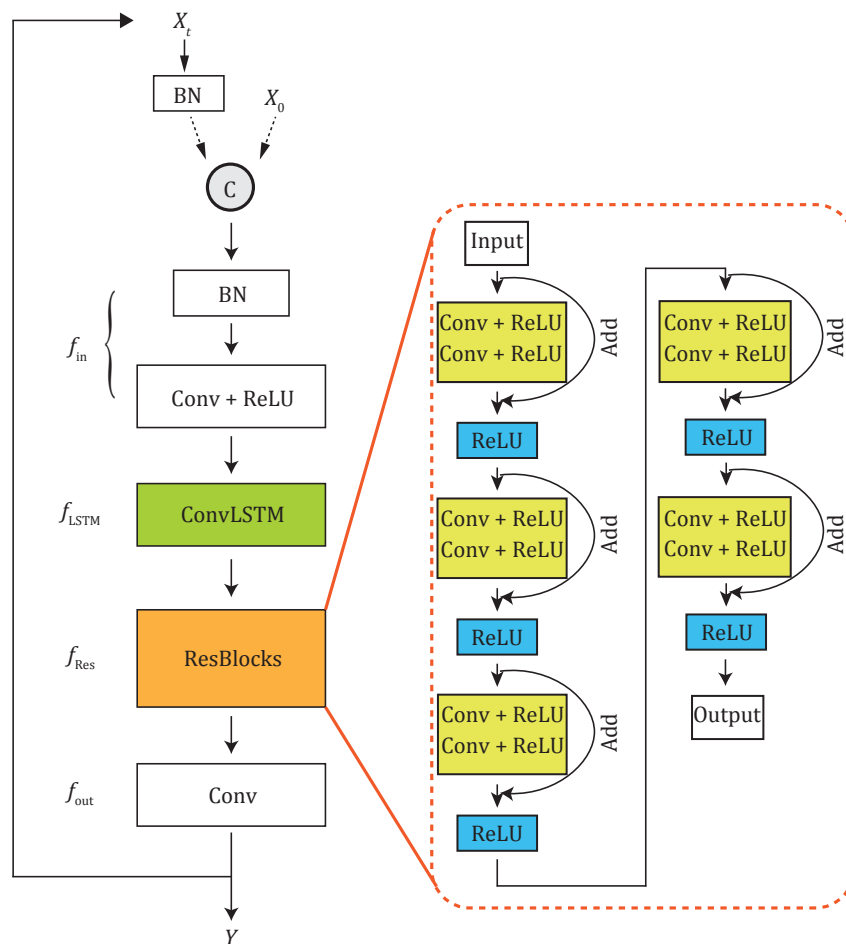 X_t
BN
X_0
C
BN
f_in
Conv + ReLU
f_LSTM
ConvLSTM
f_Res
ResBlocks
f_out
Conv
Y
Input
Conv + ReLU
Conv + ReLU
Add
ReLU
Conv + ReLU
Conv + ReLU
Add
ReLU
Conv + ReLU
Conv + ReLU
Add
ReLU
Conv + ReLU
Conv + ReLU
Add
ReLU
Conv + ReLU
Conv + ReLU
Add
ReLU
Output